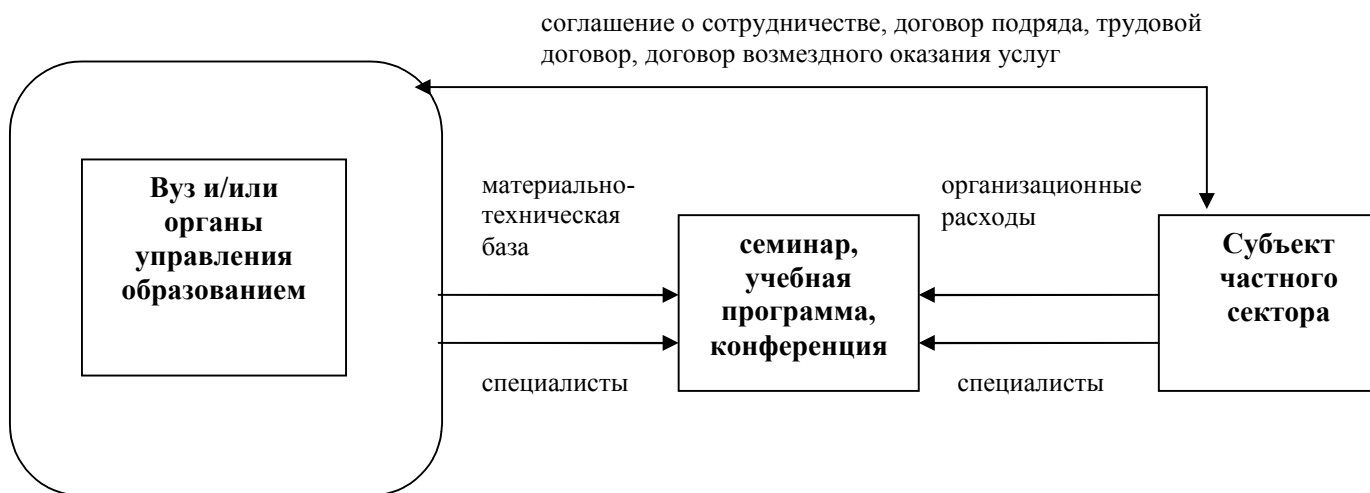 соглашение о сотрудничестве, договор подряда, трудовой
договор, договор возмездного оказания услуг
Вуз и/или
органы
управления
образованием
материально-
техническая
база
специалисты
семинар,
учебная
программа,
конференция
организационные
расходы
специалисты
Субъект
частного
сектора